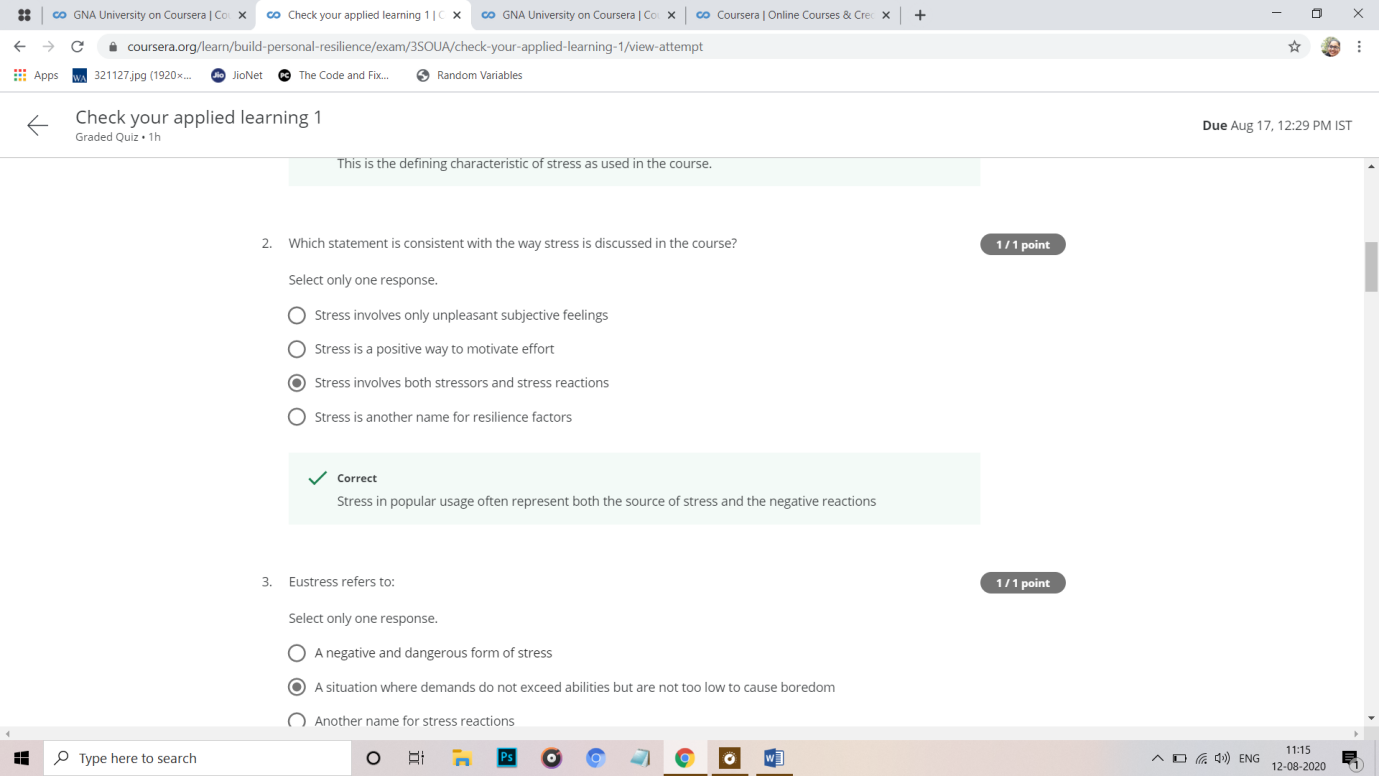 GNA University on Coursera | Co
Check your applied learning 1 | C
GNA University on Coursera | Co
Coursera | Online Courses & Cre
coursera.org/learn/build-personal-resilience/exam/3SOUA/check-your-applied-learning-1/view-attempt
Apps
321127.jpg (1920×...
JioNet
The Code and Fix...
Random Variables
Check your applied learning 1
Graded Quiz • 1h
Due Aug 17, 12:29 PM IST
This is the defining characteristic of stress as used in the course.
2. Which statement is consistent with the way stress is discussed in the course?
1 / 1 point
Select only one response.
Stress involves only unpleasant subjective feelings
Stress is a positive way to motivate effort
Stress involves both stressors and stress reactions
Stress is another name for resilience factors
Correct
Stress in popular usage often represent both the source of stress and the negative reactions
3. Eustress refers to:
1 / 1 point
Select only one response.
A negative and dangerous form of stress
A situation where demands do not exceed abilities but are not too low to cause boredom
Another name for stress reactions
Type here to search
Ps
ENG
11:15
12-08-2020
1